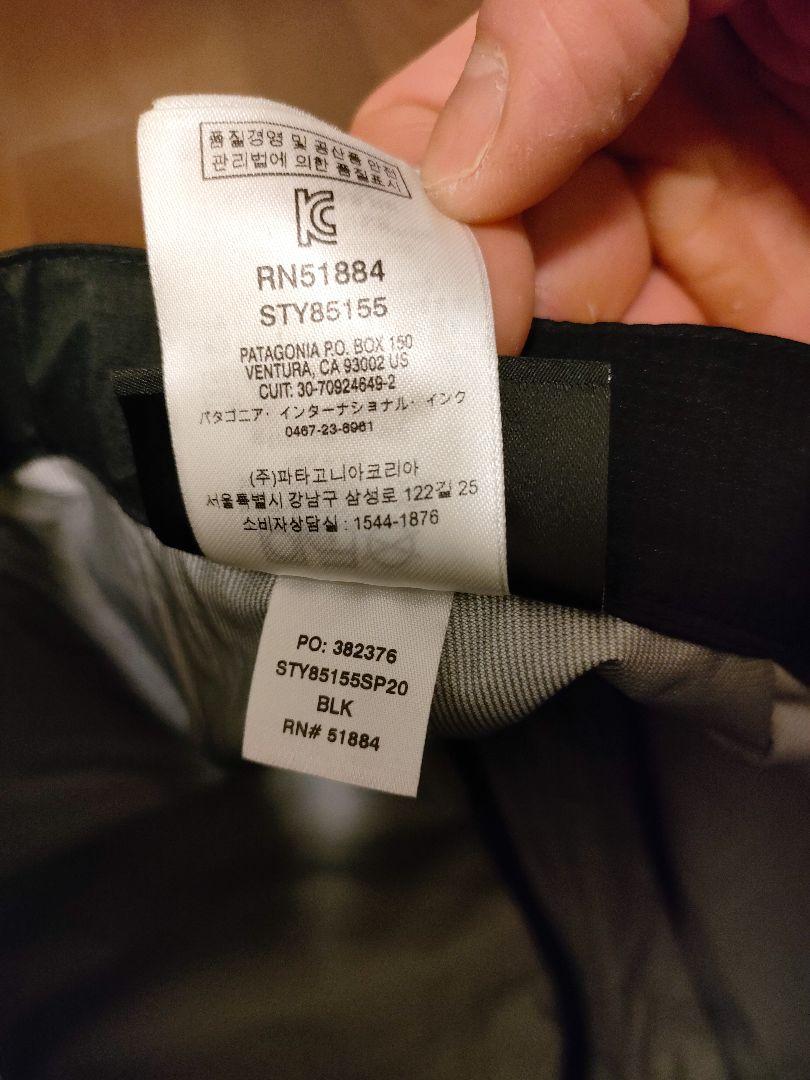 품질경영 및 공산품 안전
관리법에 의한 품질표시
RN51884
STY85155
PATAGONIA P.O. BOX 150
VENTURA, CA 93002 US
CUIT: 30-70924649-2
パタゴニア・インターナショナル・インク
0467-23-8961
(주)파타고니아코리아
서울특별시 강남구 삼성로 122길 25
소비자상담실 : 1544-1876
PO: 382376
STY85155SP20
BLK
RN# 51884